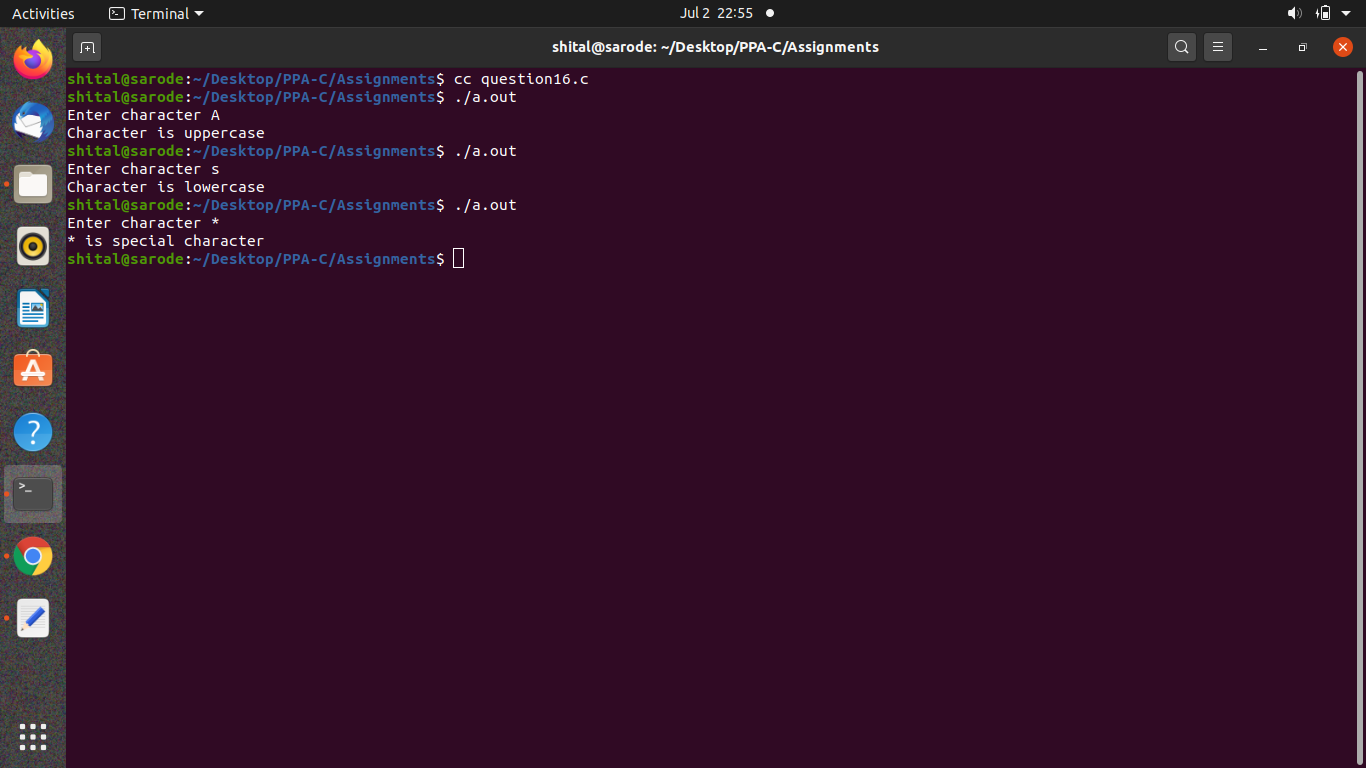 Activities Terminal Jul 2 22:55
shital@sarode: ~/Desktop/PPA-C/Assignments
shital@sarode:~/Desktop/PPA-C/Assignments$ cc question16.c
shital@sarode:~/Desktop/PPA-C/Assignments$ ./a.out
Enter character A
Character is uppercase
shital@sarode:~/Desktop/PPA-C/Assignments$ ./a.out
Enter character s
Character is lowercase
shital@sarode:~/Desktop/PPA-C/Assignments$ ./a.out
Enter character *
* is special character
shital@sarode:~/Desktop/PPA-C/Assignments$